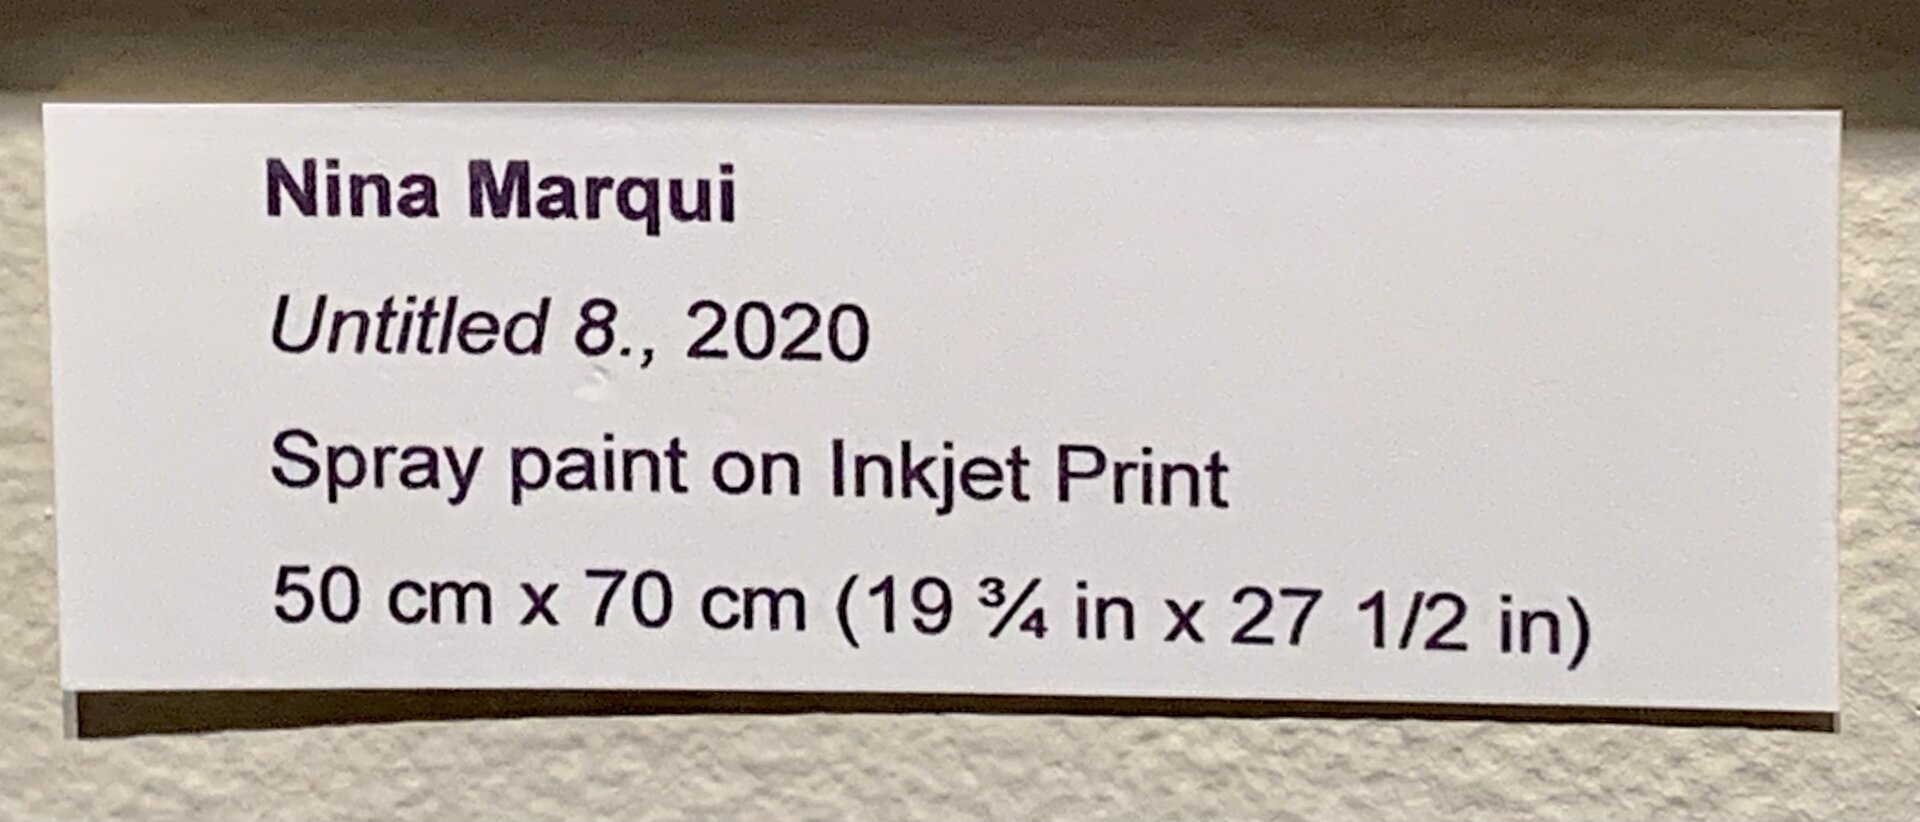 Nina Marqui
Untitled 8., 2020
Spray paint on Inkjet Print
50 cm x 70 cm (19 ¾ in x 27 1/2 in)